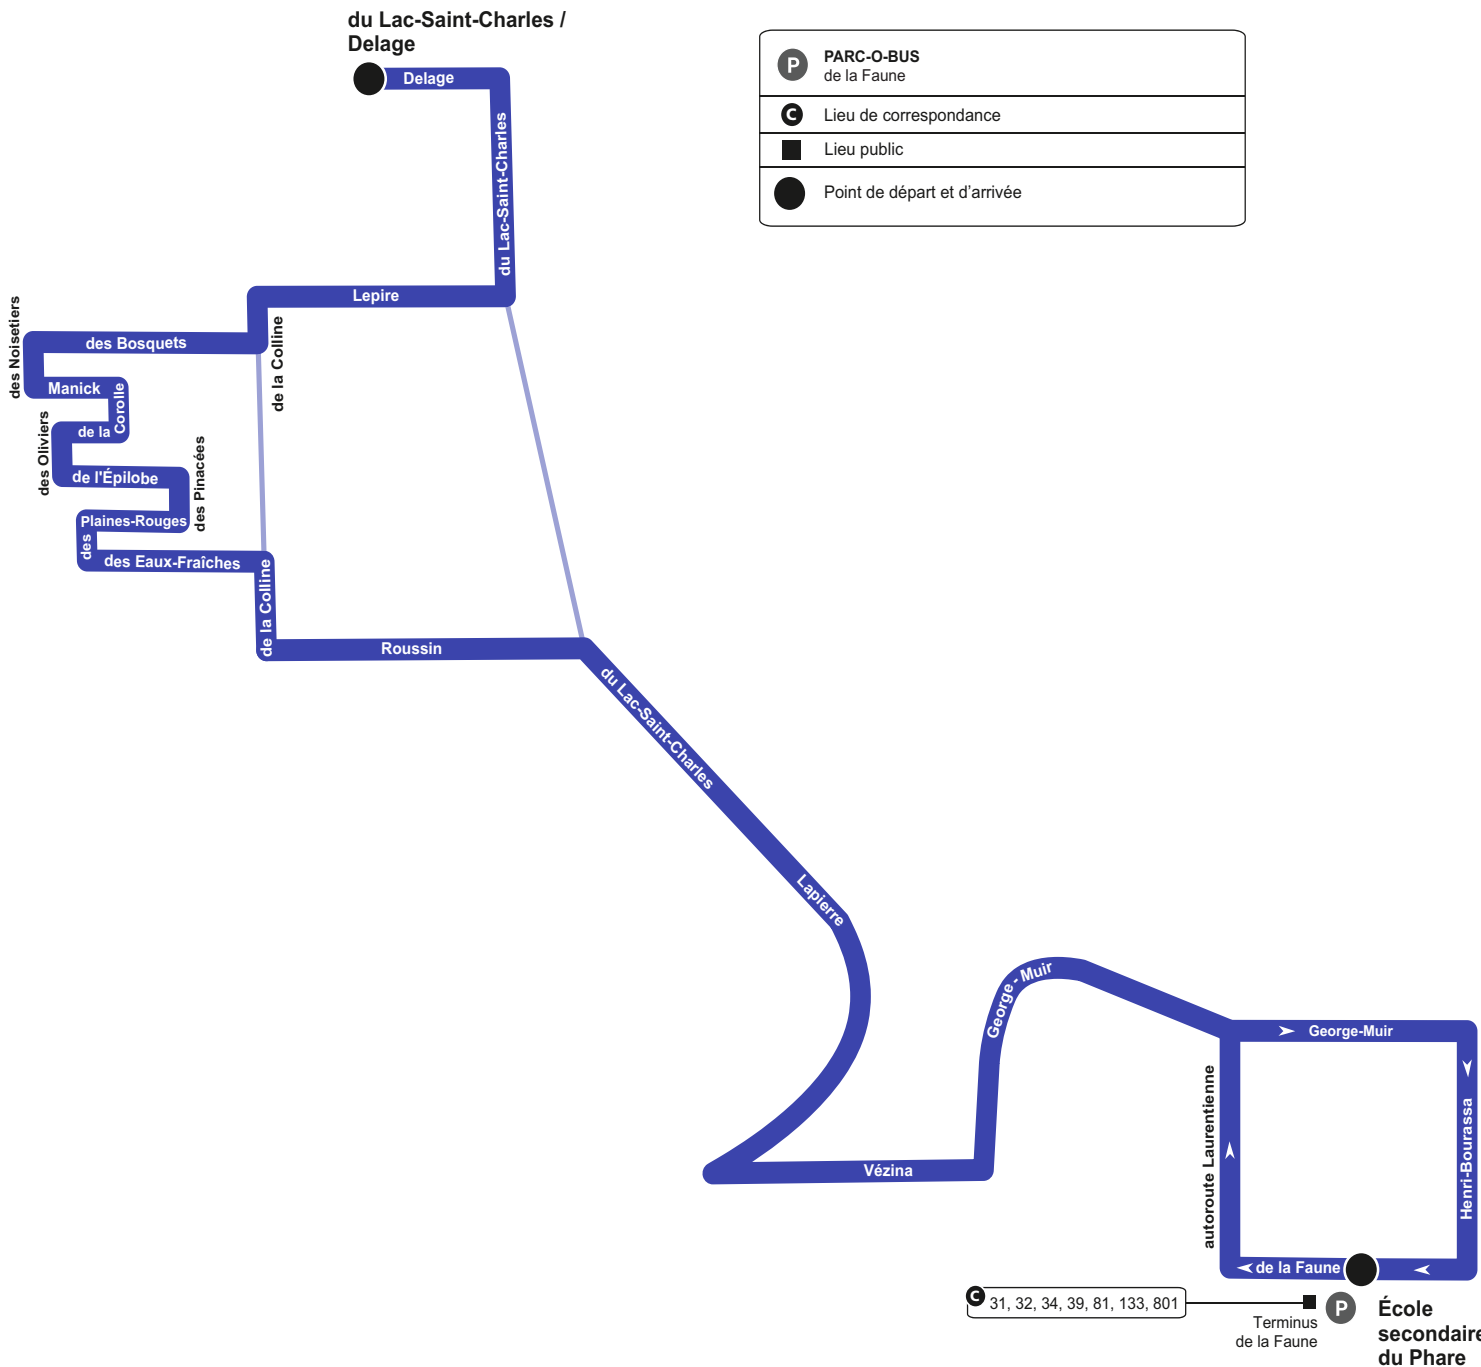 du Lac-Saint-Charles /
Delage
Delage
du Lac-Saint-Charles
P
PARC-O-BUS
de la Faune
C
Lieu de correspondance
Lieu public
Point de départ et d'arrivée
Lepire
de la Colline
des Noisetiers
des Bosquets
Manick
Corolle
de la
des Oliviers
de l'Épilobe
des Pinacées
Plaines-Rouges
des
des Eaux-Fraîches
de la Colline
Roussin
du Lac-Saint-Charles
Lapierre
George - Muir
Vézina
George-Muir
autoroute Laurentienne
Henri-Bourassa
de la Faune
C
31, 32, 34, 39, 81, 133, 801
Terminus
de la Faune
P
École
secondaire
du Phare